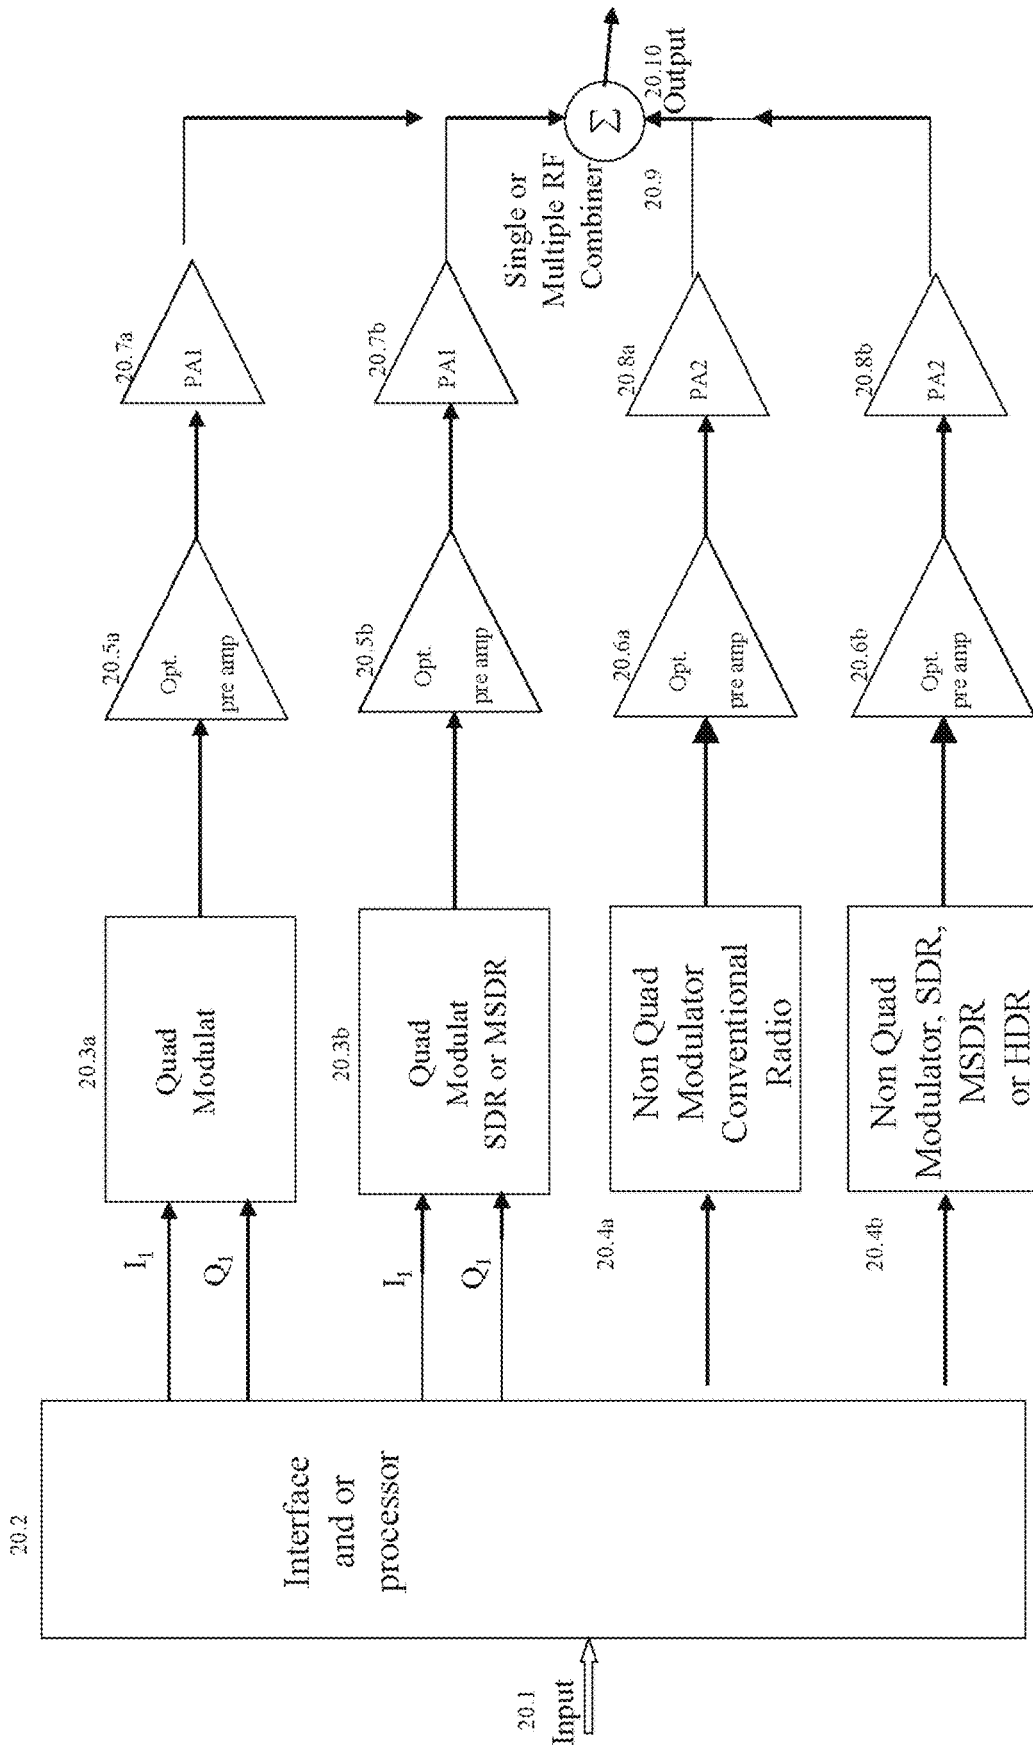 20.1
Input
20.2
Interface
and or
processor
I1
Q1
20.3a
Quad
Modulat
20.5a
Opt.
pre amp
20.7a
PA1
I1
Q1
20.3b
Quad
Modulat
SDR or MSDR
20.5b
Opt.
pre amp
20.7b
PA1
Single or
Multiple RF
Combiner
20.9
Σ
20.10
Output
20.4a
Non Quad
Modulator
Conventional
Radio
20.6a
Opt.
pre amp
20.8a
PA2
20.4b
Non Quad
Modulator, SDR,
MSDR
or HDR
20.6b
Opt.
pre amp
20.8b
PA2